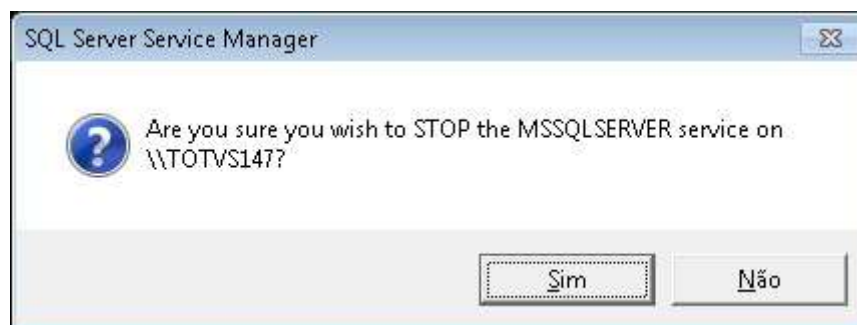 SQL Server Service Manager
Are you sure you wish to STOP the MSSQLSERVER service on
\\TOTVS147?
Sim
Não